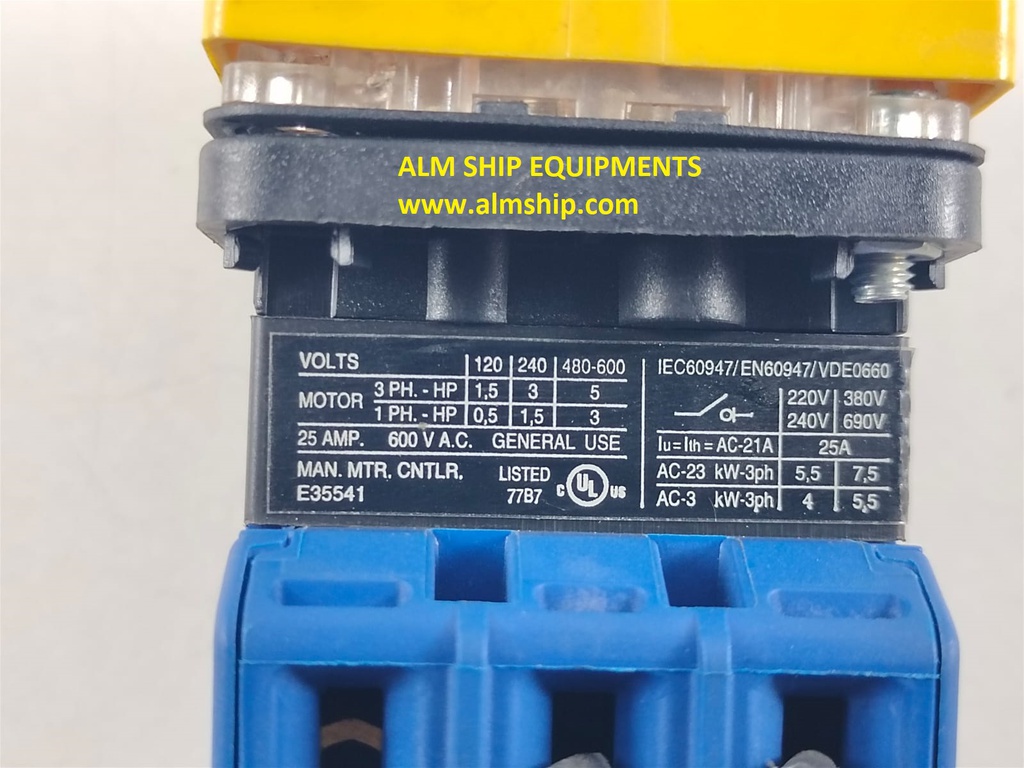 ALM SHIP EQUIPMENTS
www.almship.com
VOLTS 120 240 480-600
MOTOR 3 PH. - HP 1,5 3 5
1 PH. - HP 0,5 1,5 3
25 AMP. 600 V A.C. GENERAL USE
MAN. MTR. CNTLR. LISTED
E35541 77B7 C UL US
IEC60947/EN60947/VDE0660
220V 380V
240V 690V
Iu=Ith=AC-21A 25A
AC-23 kW-3ph 5,5 7,5
AC-3 kW-3ph 4 5,5